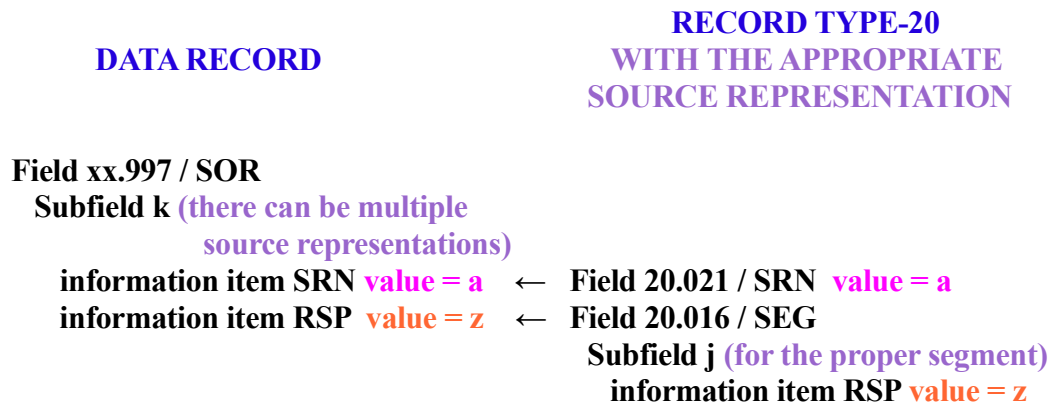 RECORD TYPE-20
DATA RECORD WITH THE APPROPRIATE
SOURCE REPRESENTATION
Field xx.997 / SOR
Subfield k (there can be multiple
source representations)
information item SRN value = a ← Field 20.021 / SRN value = a
information item RSP value = z ← Field 20.016 / SEG
Subfield j (for the proper segment)
information item RSP value = z